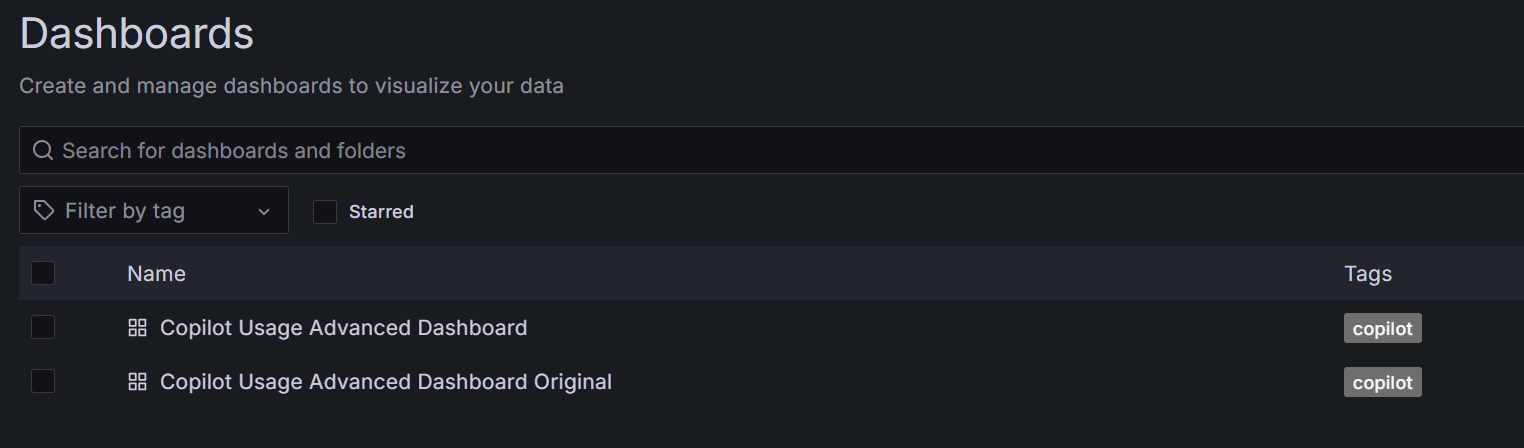 Dashboards
Create and manage dashboards to visualize your data
Search for dashboards and folders
Filter by tag Starred
Name Tags
Copilot Usage Advanced Dashboard copilot
Copilot Usage Advanced Dashboard Original copilot